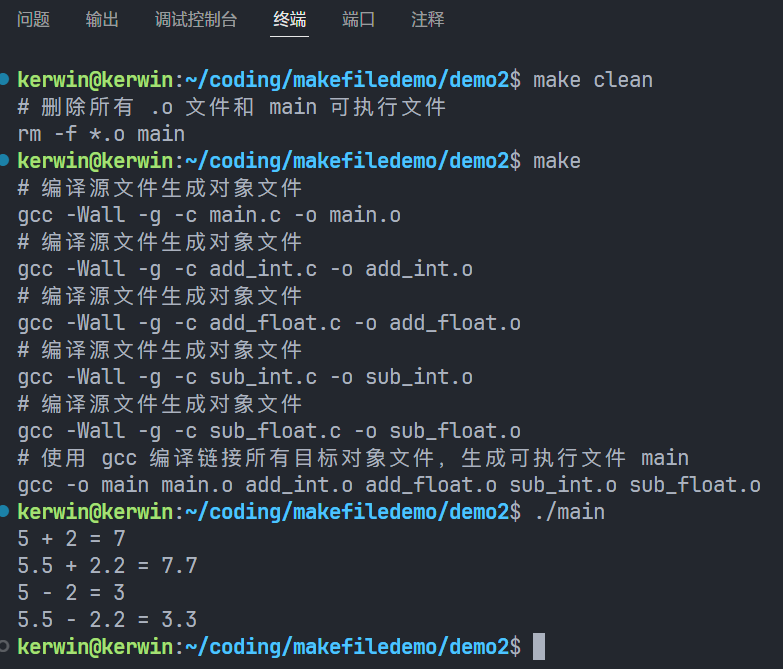 问题 输出 调试控制台 终端 端口 注释
kerwin@kerwin:~/coding/makefiledemo/demo2$ make clean
# 删除所有 .o 文件和 main 可执行文件
rm -f *.o main
kerwin@kerwin:~/coding/makefiledemo/demo2$ make
# 编译源文件生成对象文件
gcc -Wall -g -c main.c -o main.o
# 编译源文件生成对象文件
gcc -Wall -g -c add_int.c -o add_int.o
# 编译源文件生成对象文件
gcc -Wall -g -c add_float.c -o add_float.o
# 编译源文件生成对象文件
gcc -Wall -g -c sub_int.c -o sub_int.o
# 编译源文件生成对象文件
gcc -Wall -g -c sub_float.c -o sub_float.o
# 使用 gcc 编译链接所有目标对象文件，生成可执行文件 main
gcc -o main main.o add_int.o add_float.o sub_int.o sub_float.o
kerwin@kerwin:~/coding/makefiledemo/demo2$ ./main
5 + 2 = 7
5.5 + 2.2 = 7.7
5 - 2 = 3
5.5 - 2.2 = 3.3
kerwin@kerwin:~/coding/makefiledemo/demo2$